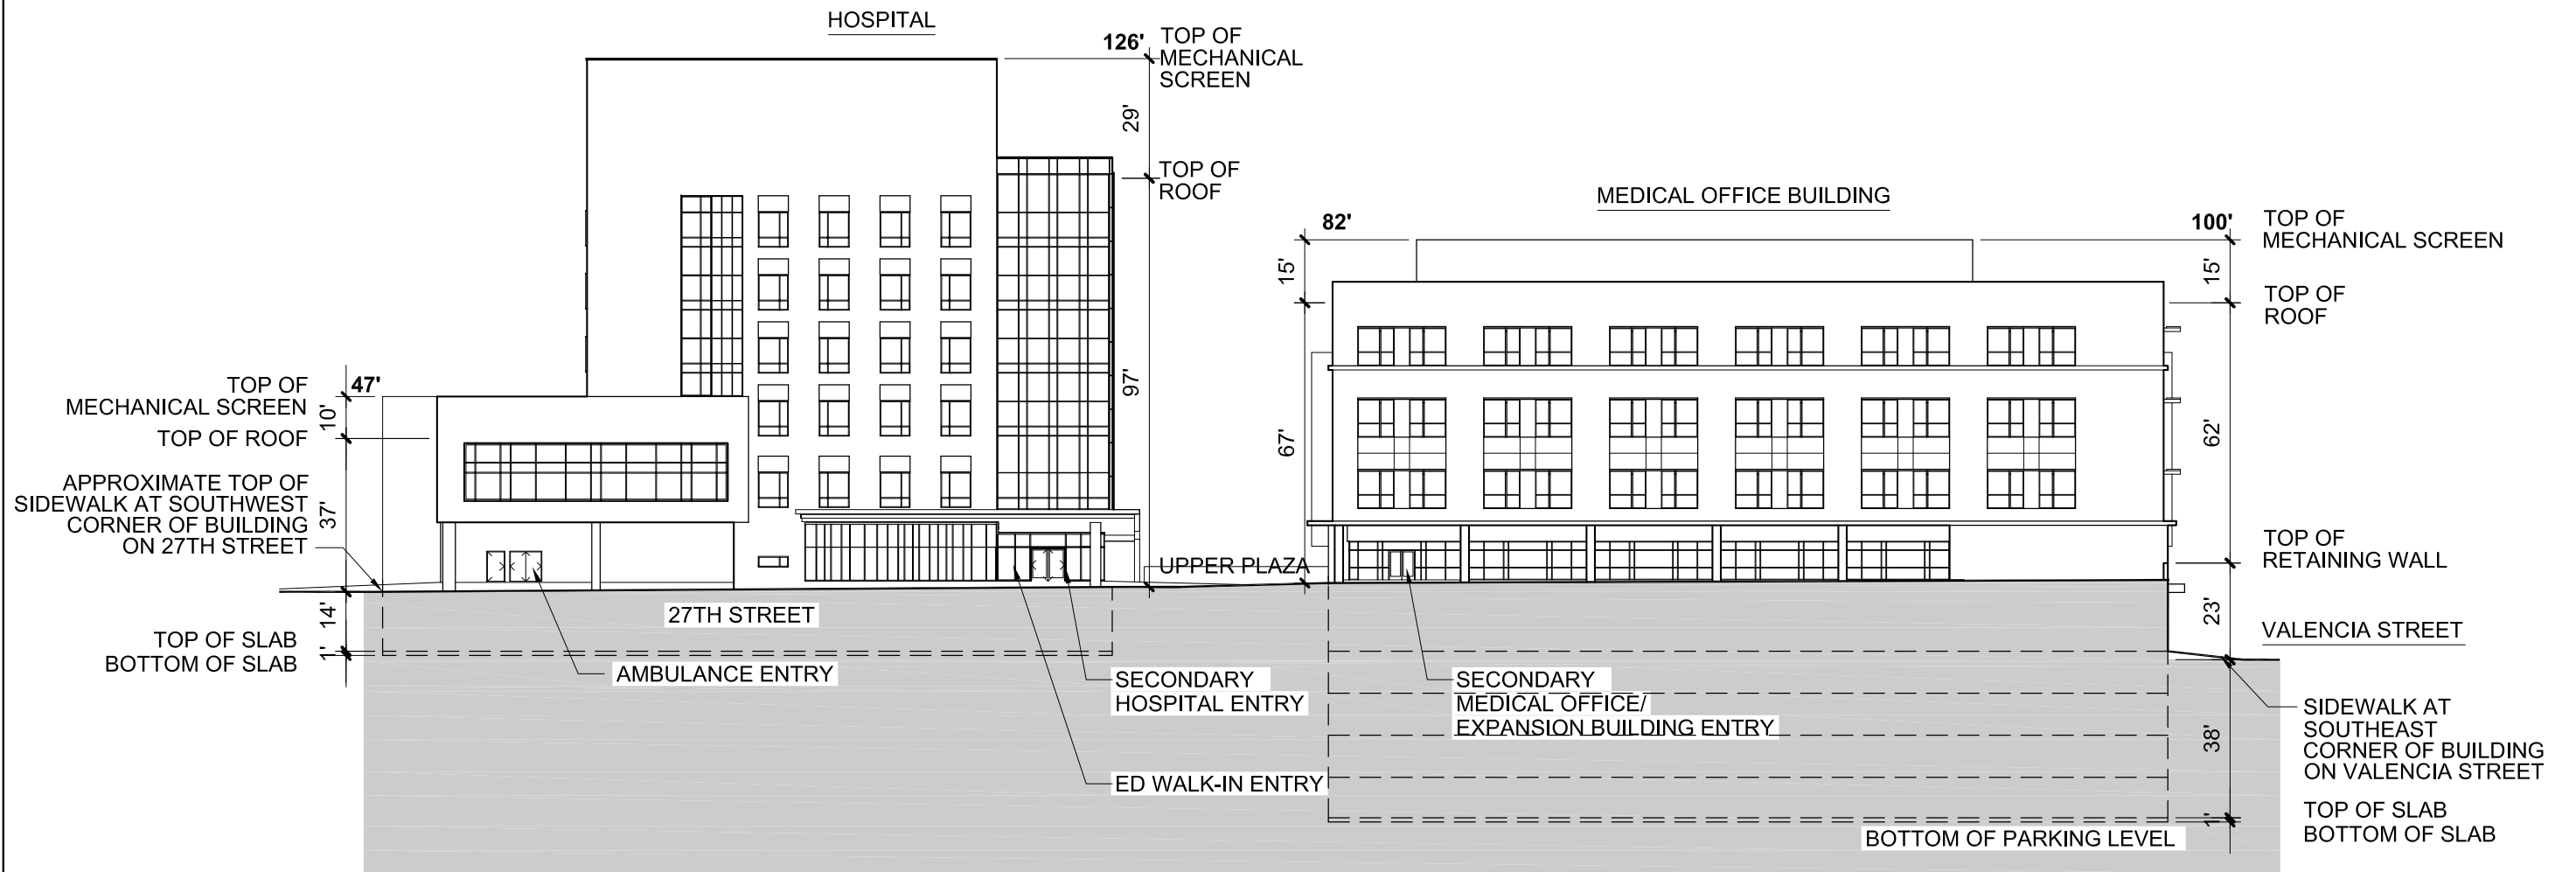 HOSPITAL
126'
TOP OF
MECHANICAL
SCREEN
29'
TOP OF
ROOF
97'
UPPER PLAZA
TOP OF
MECHANICAL SCREEN
47'
10'
TOP OF ROOF
APPROXIMATE TOP OF
SIDEWALK AT SOUTHWEST
CORNER OF BUILDING
ON 27TH STREET
37'
14'
TOP OF SLAB
BOTTOM OF SLAB
1'
27TH STREET
AMBULANCE ENTRY
SECONDARY
HOSPITAL ENTRY
ED WALK-IN ENTRY
MEDICAL OFFICE BUILDING
82'
15'
67'
100'
TOP OF
MECHANICAL SCREEN
15'
TOP OF
ROOF
62'
TOP OF
RETAINING WALL
23'
VALENCIA STREET
SECONDARY
MEDICAL OFFICE/
EXPANSION BUILDING ENTRY
SIDEWALK AT
SOUTHEAST
CORNER OF BUILDING
ON VALENCIA STREET
38'
1'
TOP OF SLAB
BOTTOM OF SLAB
BOTTOM OF PARKING LEVEL